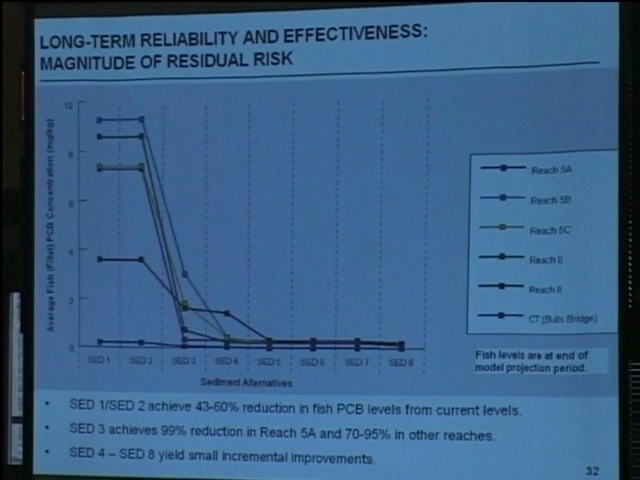 LONG-TERM RELIABILITY AND EFFECTIVENESS:
MAGNITUDE OF RESIDUAL RISK
Average Fish (Fillet) PCB Concentration (mg/kg)
10
8
6
4
2
0
SED 1 SED 2 SED 3 SED 4 SED 5 SED 6 SED 7 SED 8
Sediment Alternatives
Reach 5A
Reach 5B
Reach 5C
Reach 6
Reach 8
CT (Bulls Bridge)
Fish levels are at end of
model projection period.
• SED 1/SED 2 achieve 43-60% reduction in fish PCB levels from current levels.
• SED 3 achieves 99% reduction in Reach 5A and 70-95% in other reaches.
• SED 4 – SED 8 yield small incremental improvements.
32